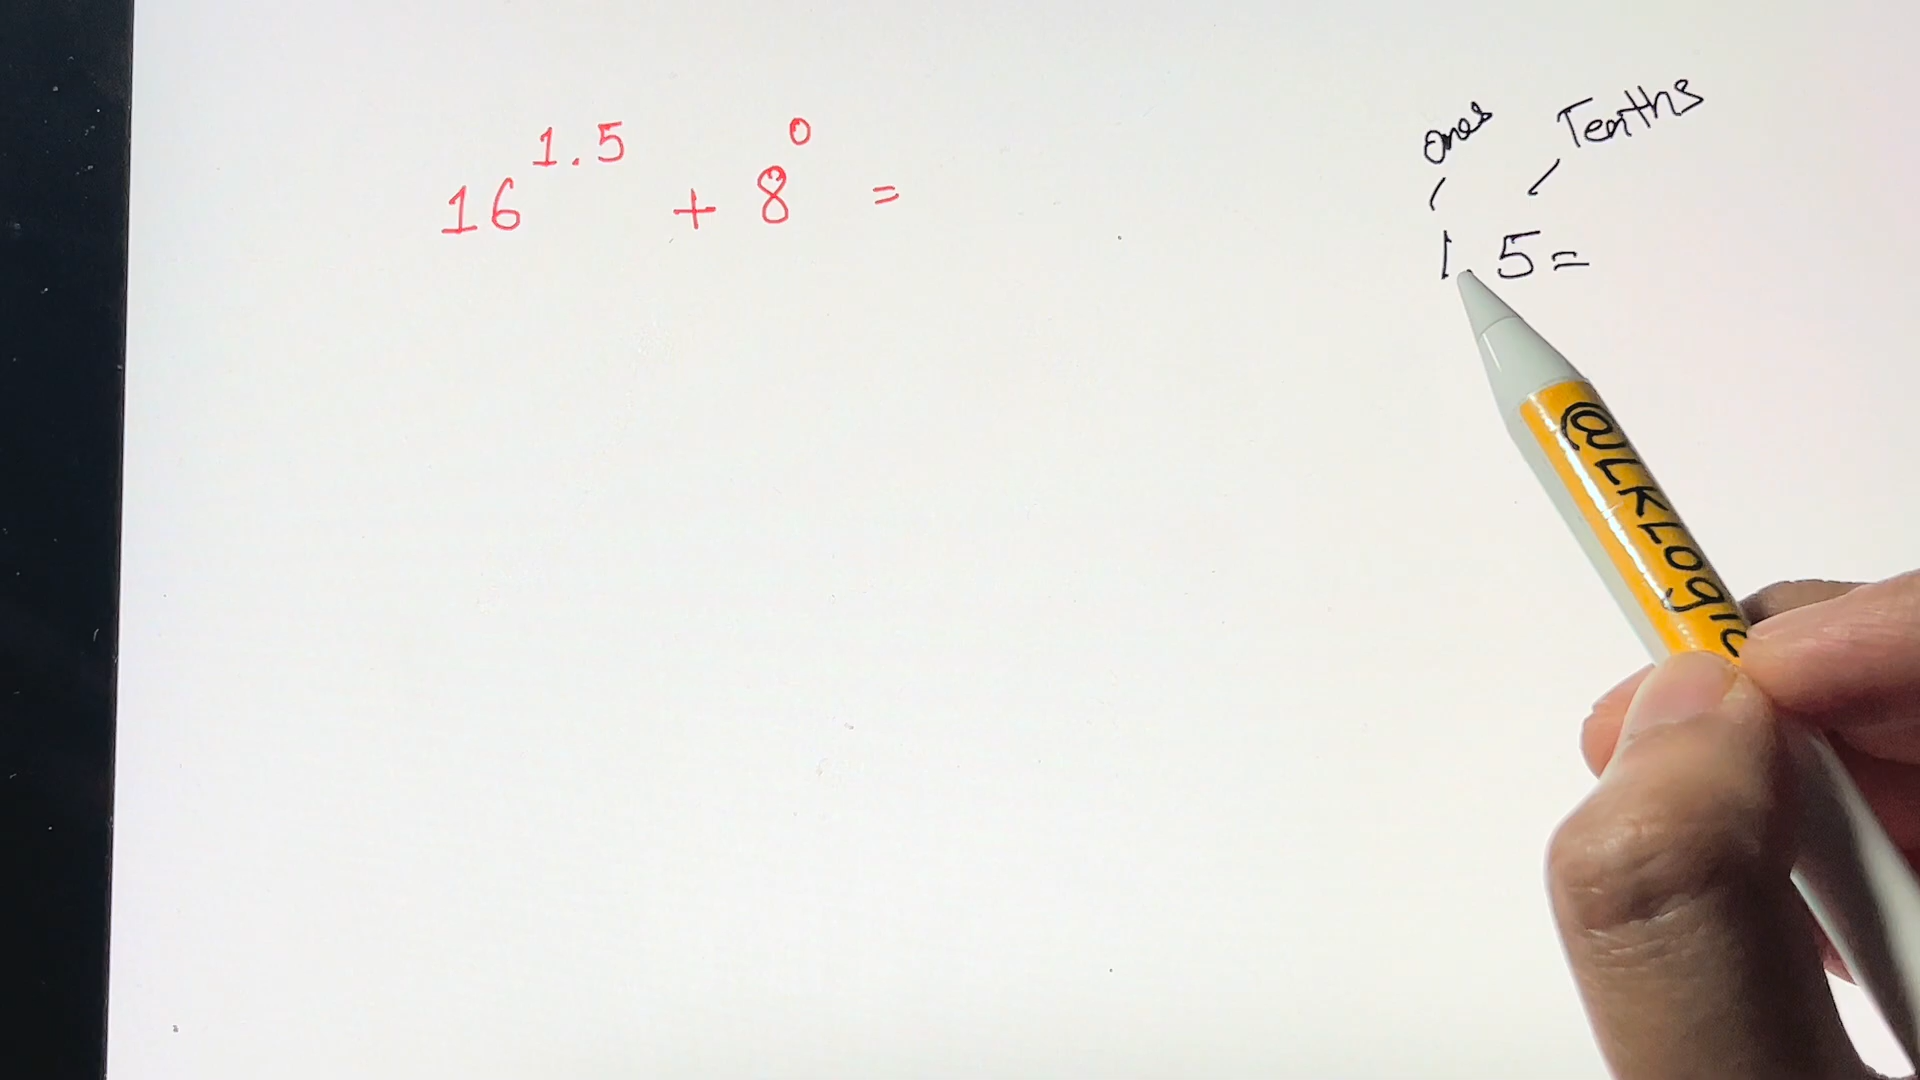 16^1.5 + 8^0 =
ones Tenths
1.5=
@LKLogic